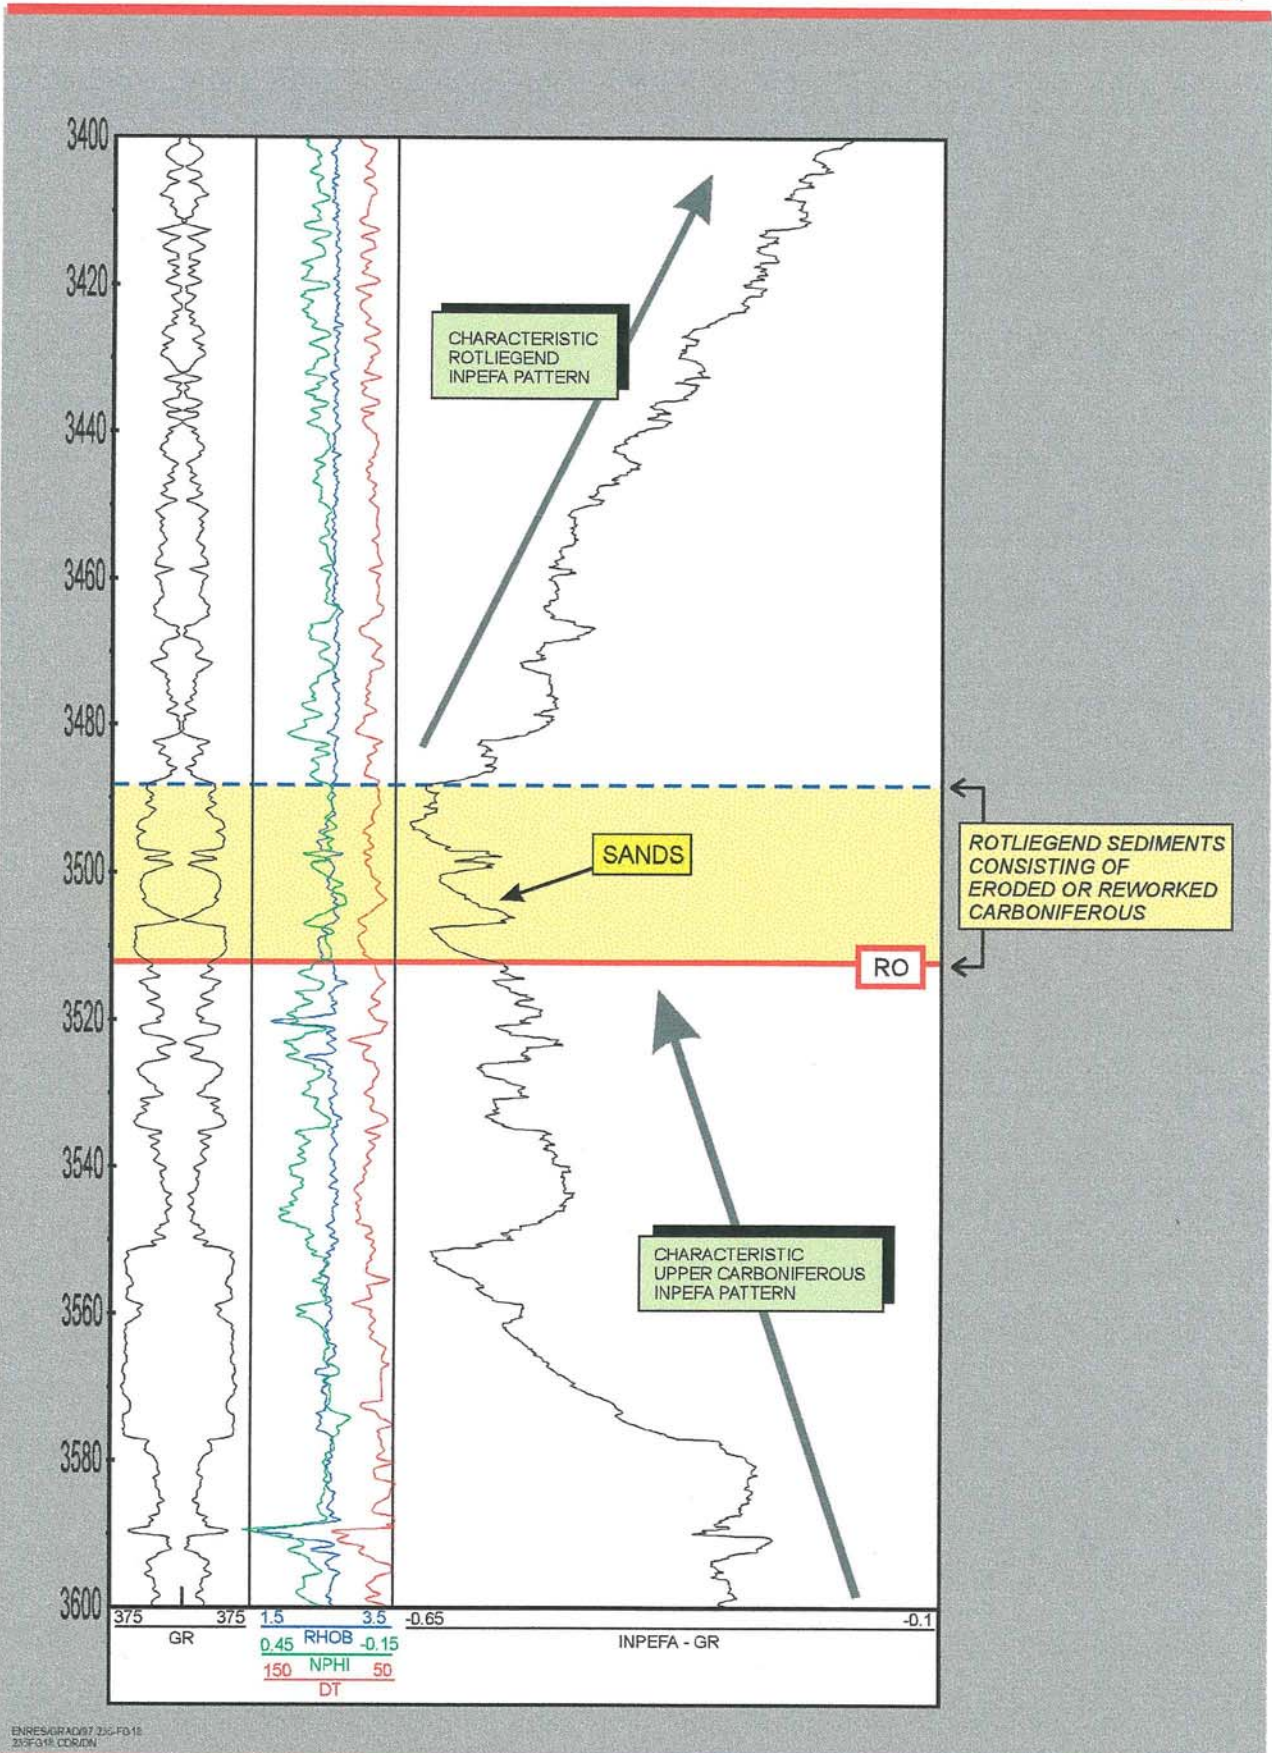 3400
3420
3440
3460
3480
3500
3520
3540
3560
3580
3600
CHARACTERISTIC
ROTLIEGEND
INPEFA PATTERN
SANDS
ROTLIEGEND SEDIMENTS
CONSISTING OF
ERODED OR REWORKED
CARBONIFEROUS
RO
CHARACTERISTIC
UPPER CARBONIFEROUS
INPEFA PATTERN
375 375
GR
1.5 3.5
RHOB
0.45 -0.15
NPHI
150 50
DT
-0.65 -0.1
INPEFA - GR